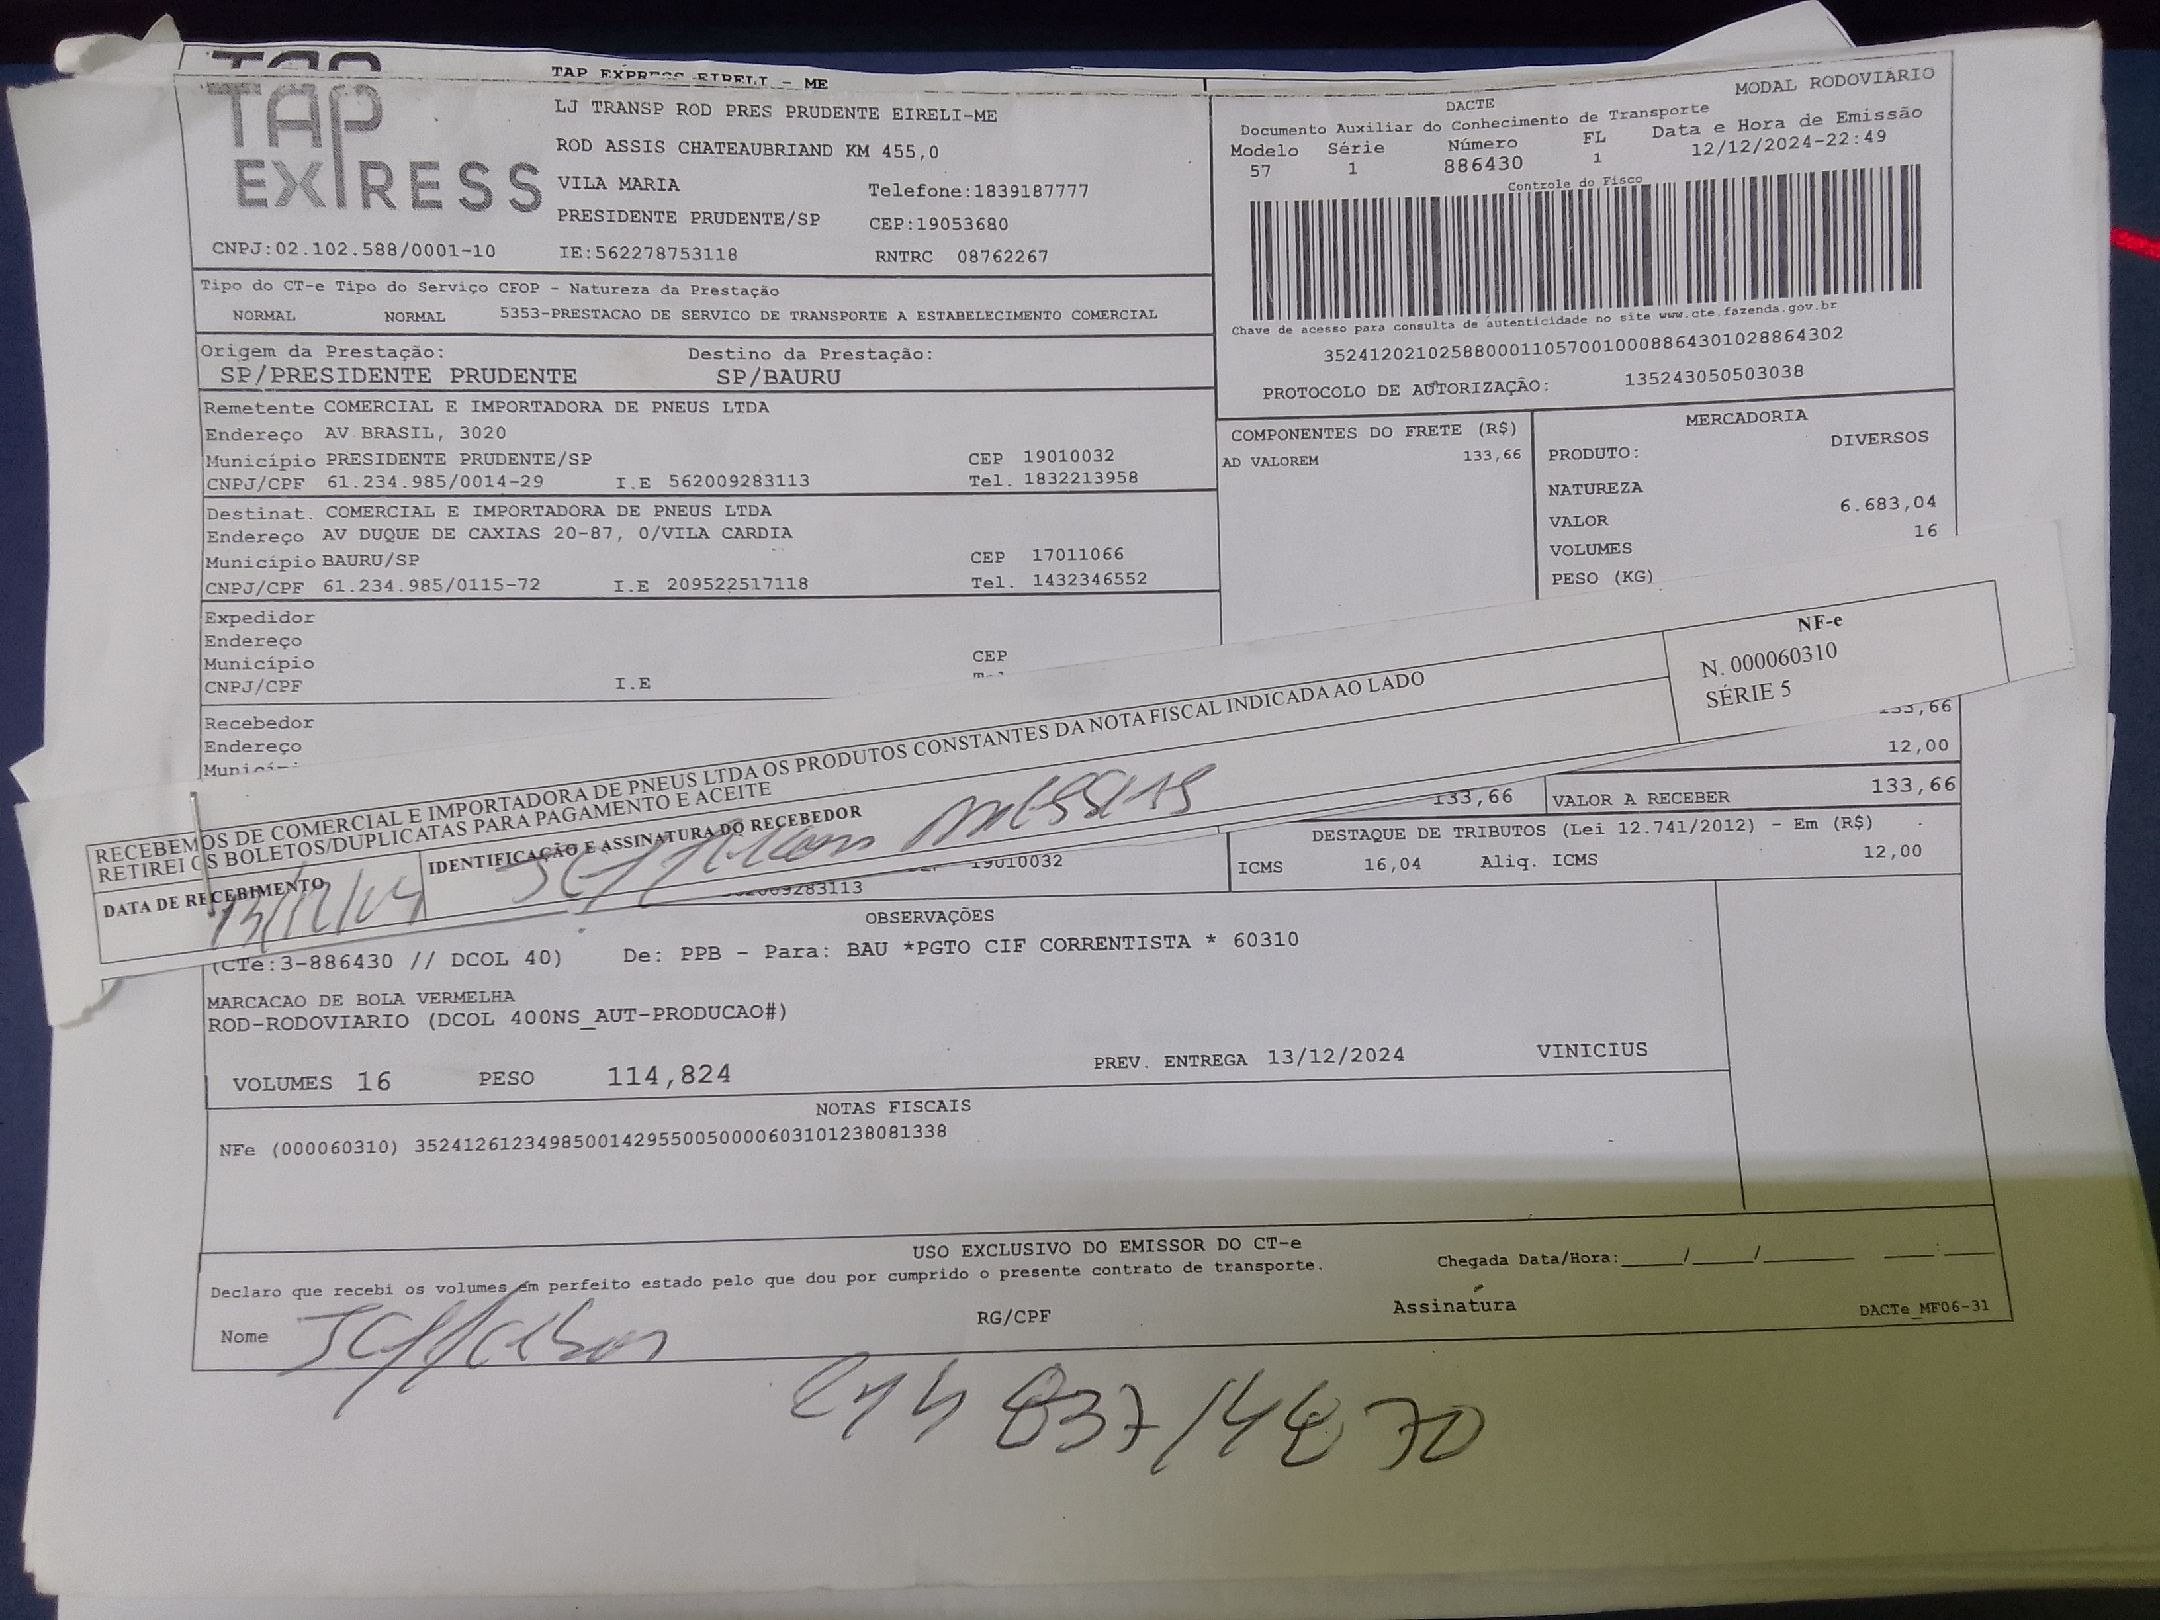 TAP EXPRESS EIRELI - ME
TAP
EXPRESS
LJ TRANSP ROD PRES PRUDENTE EIRELI-ME
ROD ASSIS CHATEAUBRIAND KM 455,0
VILA MARIA Telefone:1839187777
PRESIDENTE PRUDENTE/SP CEP:19053680
CNPJ:02.102.588/0001-10 IE:562278753118 RNTRC 08762267
MODAL RODOVIARIO
DACTE
Documento Auxiliar do Conhecimento de Transporte
Modelo Série Número FL Data e Hora de Emissão
57 1 886430 1 12/12/2024-22:49
Controle do Fisco
Chave de acesso para consulta de autenticidade no site www.cte.fazenda.gov.br
35241202102588000110570010008864301028864302
PROTOCOLO DE AUTORIZAÇÃO: 135243050503038
Tipo do CT-e Tipo do Serviço CFOP - Natureza da Prestação
NORMAL NORMAL 5353-PRESTACAO DE SERVICO DE TRANSPORTE A ESTABELECIMENTO COMERCIAL
Origem da Prestação: Destino da Prestação:
SP/PRESIDENTE PRUDENTE SP/BAURU
Remetente COMERCIAL E IMPORTADORA DE PNEUS LTDA
Endereço AV BRASIL, 3020
Município PRESIDENTE PRUDENTE/SP CEP 19010032
CNPJ/CPF 61.234.985/0014-29 I.E 562009283113 Tel. 1832213958
Destinat. COMERCIAL E IMPORTADORA DE PNEUS LTDA
Endereço AV DUQUE DE CAXIAS 20-87, 0/VILA CARDIA
Município BAURU/SP CEP 17011066
CNPJ/CPF 61.234.985/0115-72 I.E 209522517118 Tel. 1432346552
Expedidor
Endereço
Município CEP
CNPJ/CPF I.E
Recebedor
Endereço
COMPONENTES DO FRETE (R$)
AD VALOREM 133,66
MERCADORIA
PRODUTO: DIVERSOS
NATUREZA
VALOR 6.683,04
VOLUMES 16
PESO (KG)
NF-e
N. 000060310
SÉRIE 5
RECEBEMOS DE COMERCIAL E IMPORTADORA DE PNEUS LTDA OS PRODUTOS CONSTANTES DA NOTA FISCAL INDICADA AO LADO
RETIREI OS BOLETOS/DUPLICATAS PARA PAGAMENTO E ACEITE
DATA DE RECEBIMENTO IDENTIFICAÇÃO E ASSINATURA DO RECEBEDOR
13/12/24 Jefferson
133,66
12,00
133,66 VALOR A RECEBER 133,66
DESTAQUE DE TRIBUTOS (Lei 12.741/2012) - Em (R$)
ICMS 16,04 Aliq. ICMS 12,00
19010032
OBSERVAÇÕES
(CTe:3-886430 // DCOL 40) De: PPB - Para: BAU *PGTO CIF CORRENTISTA * 60310
MARCACAO DE BOLA VERMELHA
ROD-RODOVIARIO (DCOL 400NS_AUT-PRODUCAO#)
VOLUMES 16 PESO 114,824 PREV. ENTREGA 13/12/2024 VINICIUS
NOTAS FISCAIS
NFe (000060310) 35241261234985001429550050000603101238081338
USO EXCLUSIVO DO EMISSOR DO CT-e
Declaro que recebi os volumes em perfeito estado pelo que dou por cumprido o presente contrato de transporte. Chegada Data/Hora:
Nome Jefferson RG/CPF Assinatura DACTe_MF06-31